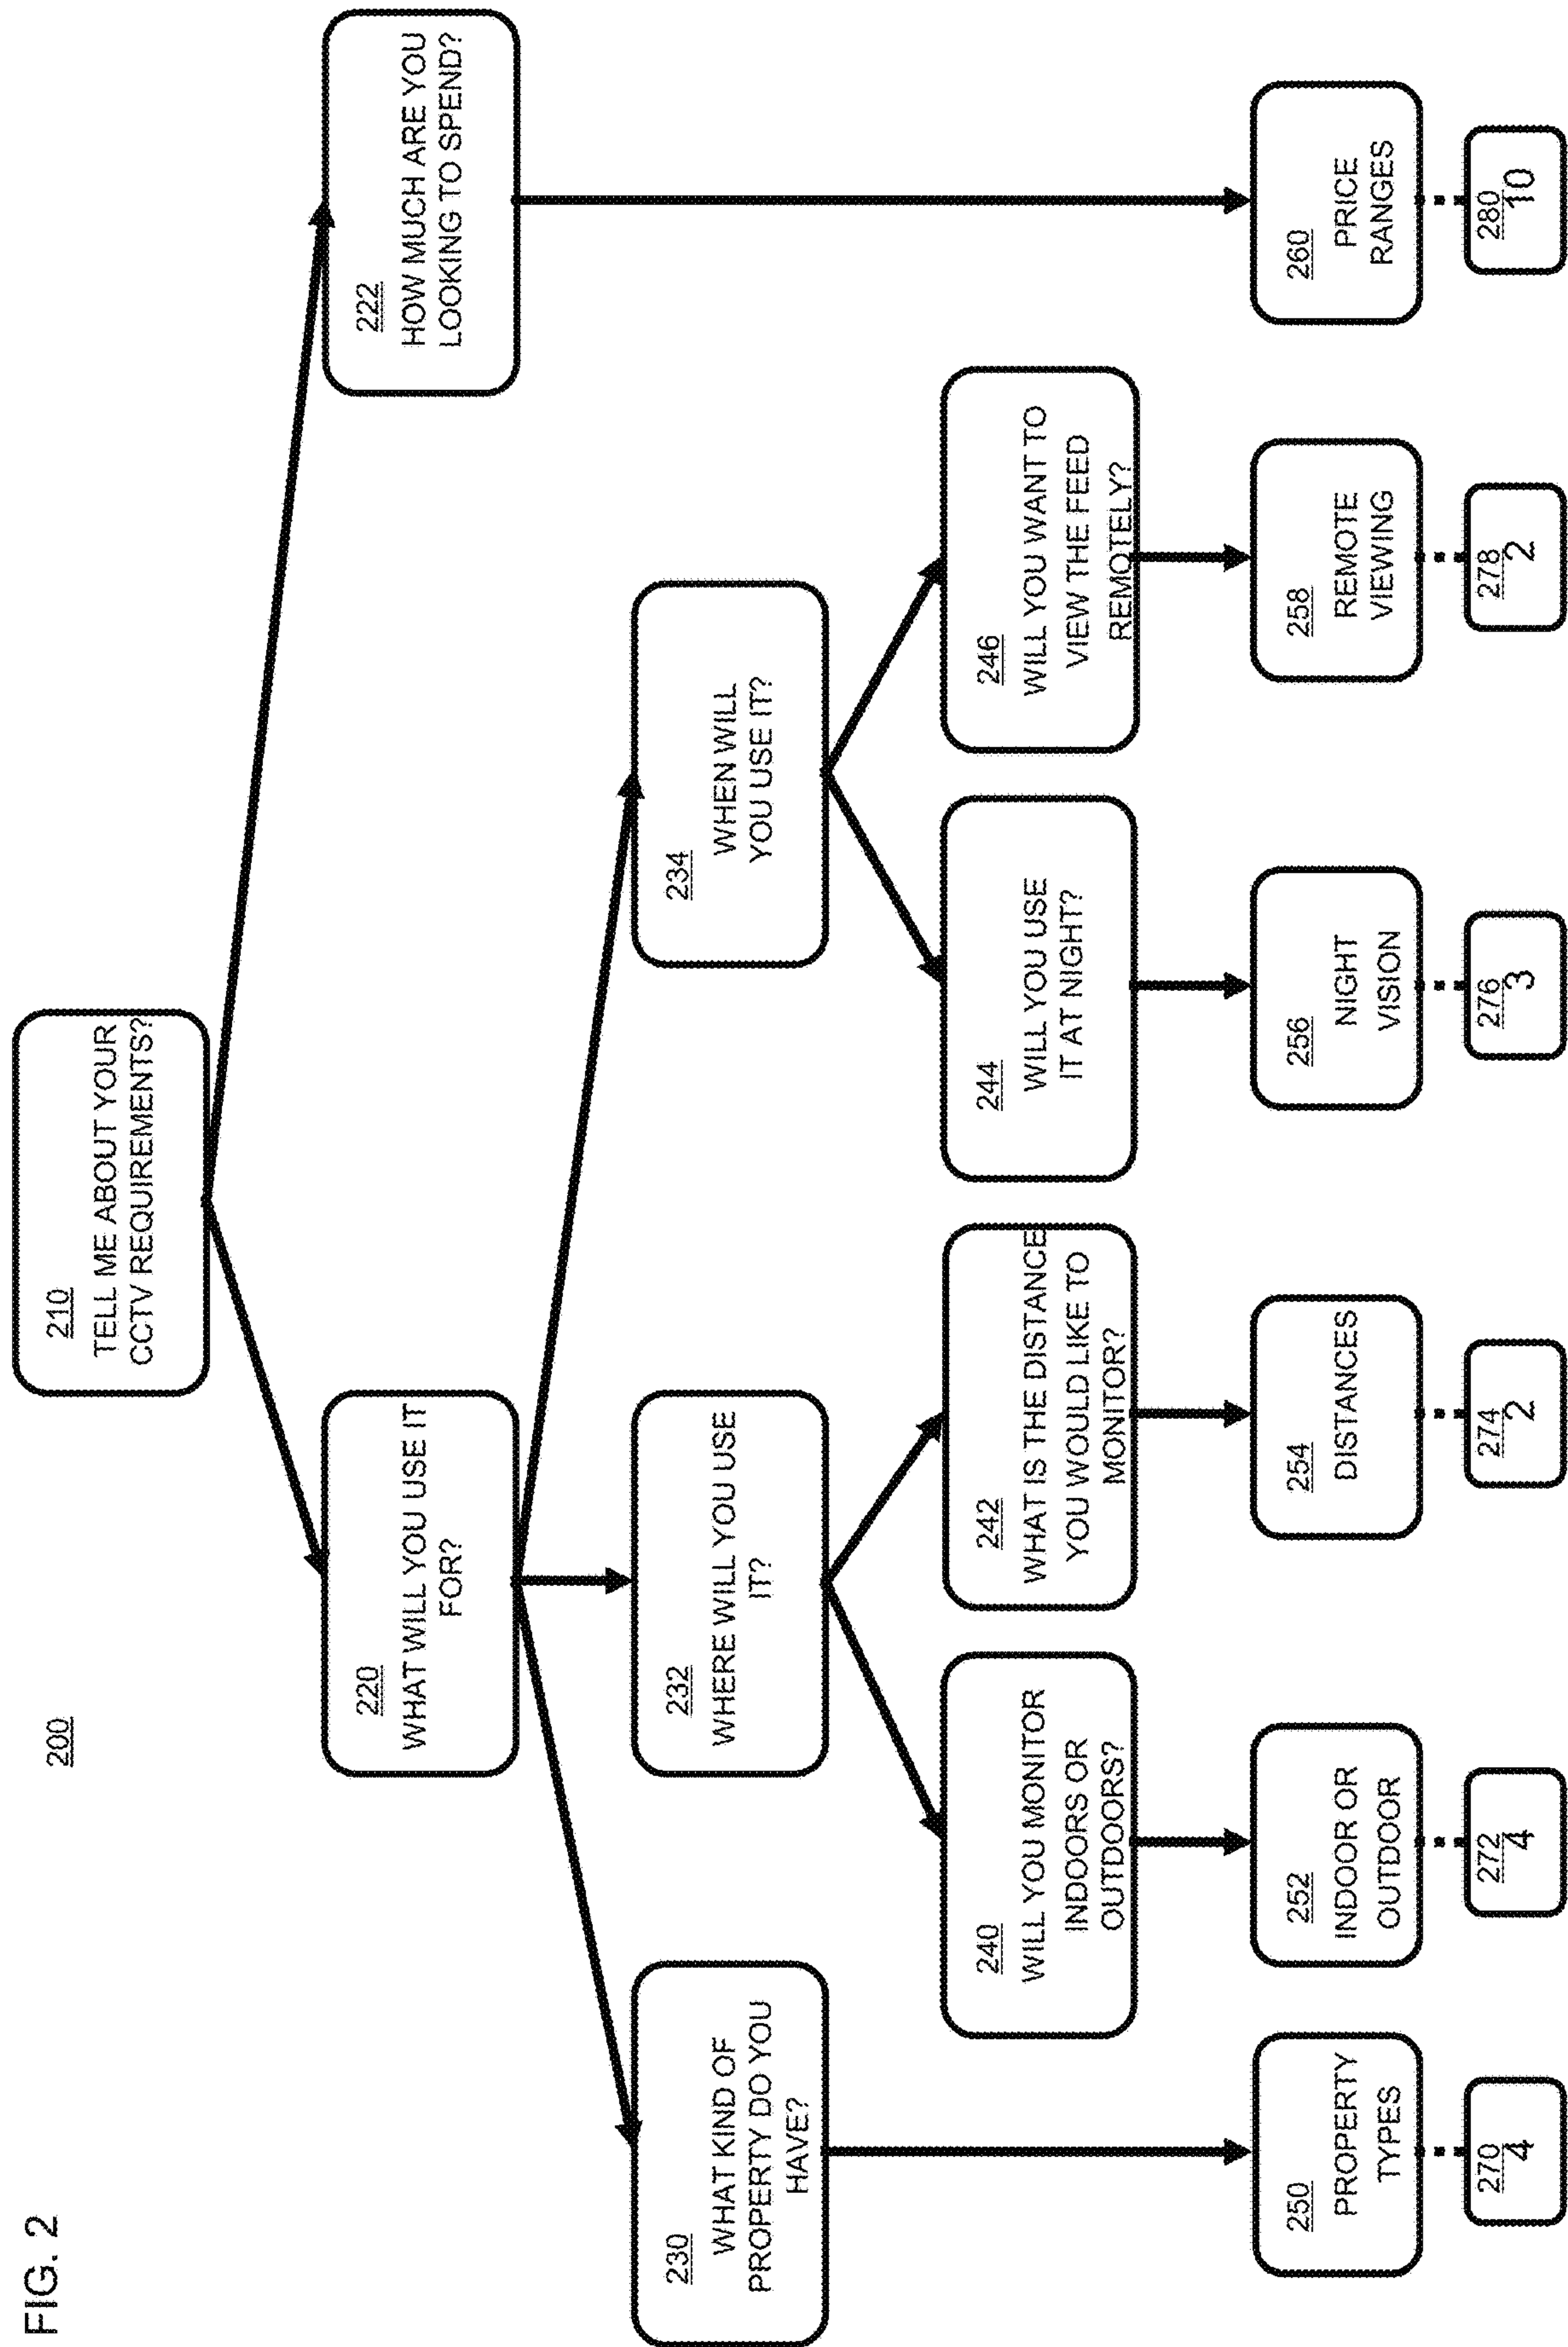 FIG. 2
200
210
TELL ME ABOUT YOUR
CCTV REQUIREMENTS?
220
WHAT WILL YOU USE IT
FOR?
222
HOW MUCH ARE YOU
LOOKING TO SPEND?
230
WHAT KIND OF
PROPERTY DO YOU
HAVE?
232
WHERE WILL YOU USE
IT?
234
WHEN WILL
YOU USE IT?
240
WILL YOU MONITOR
INDOORS OR
OUTDOORS?
242
WHAT IS THE DISTANCE
YOU WOULD LIKE TO
MONITOR?
244
WILL YOU USE
IT AT NIGHT?
246
WILL YOU WANT TO
VIEW THE FEED
REMOTELY?
250
PROPERTY
TYPES
252
INDOOR OR
OUTDOOR
254
DISTANCES
256
NIGHT
VISION
258
REMOTE
VIEWING
260
PRICE
RANGES
270
4
272
4
274
2
276
3
278
2
280
10